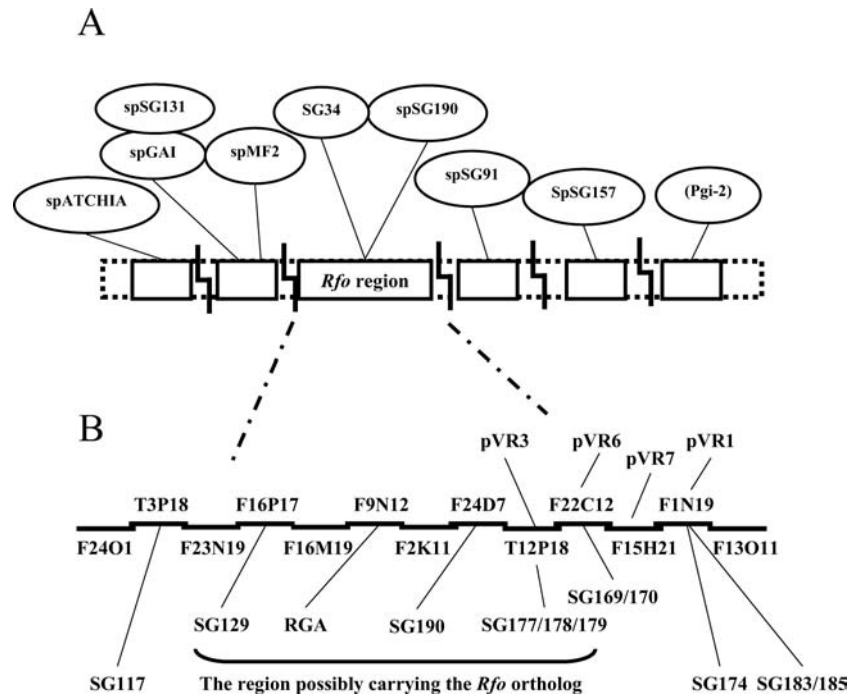 A
spSG131
SG34
spSG190
spGAI
spMF2
spSG91
SpSG157
(Pgi-2)
spATCHIA
Rfo region
B
pVR3
pVR6
pVR7
pVR1
T3P18
F16P17
F9N12
F24D7
F22C12
F1N19
F24O1
F23N19
F16M19
F2K11
T12P18
F15H21
F13O11
SG169/170
SG129
RGA
SG190
SG177/178/179
SG117
The region possibly carrying the Rfo ortholog
SG174
SG183/185